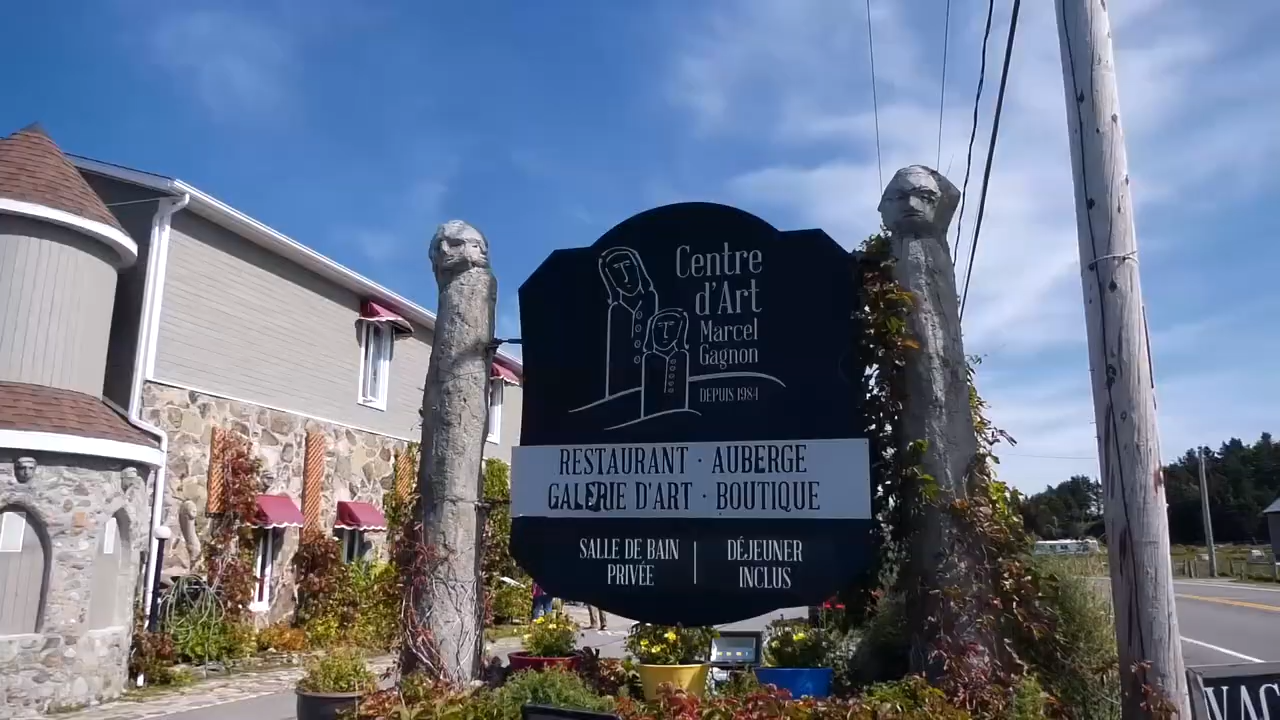 Centre
d'Art
Marcel
Gagnon
DEPUIS 1984
RESTAURANT · AUBERGE
GALERIE D'ART · BOUTIQUE
SALLE DE BAIN
PRIVÉE
DÉJEUNER
INCLUS